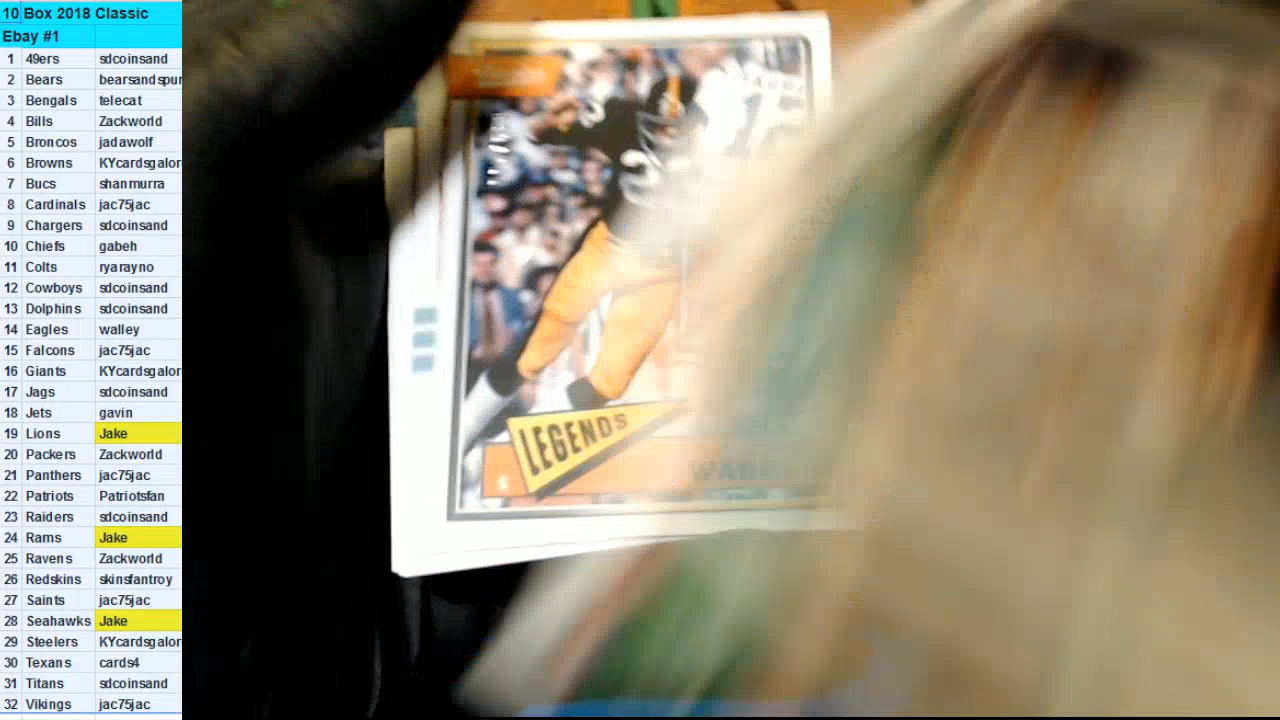 10 Box 2018 Classic
Ebay #1
1 49ers sdcoinsand
2 Bears bearsandspur
3 Bengals telecat
4 Bills Zackworld
5 Broncos jadawolf
6 Browns KYcardsgalor
7 Bucs shanmurra
8 Cardinals jac75jac
9 Chargers sdcoinsand
10 Chiefs gabeh
11 Colts ryarayno
12 Cowboys sdcoinsand
13 Dolphins sdcoinsand
14 Eagles walley
15 Falcons jac75jac
16 Giants KYcardsgalor
17 Jags sdcoinsand
18 Jets gavin
19 Lions Jake
20 Packers Zackworld
21 Panthers jac75jac
22 Patriots Patriotsfan
23 Raiders sdcoinsand
24 Rams Jake
25 Ravens Zackworld
26 Redskins skinsfantroy
27 Saints jac75jac
28 Seahawks Jake
29 Steelers KYcardsgalor
30 Texans cards4
31 Titans sdcoinsand
32 Vikings jac75jac
LEGENDS